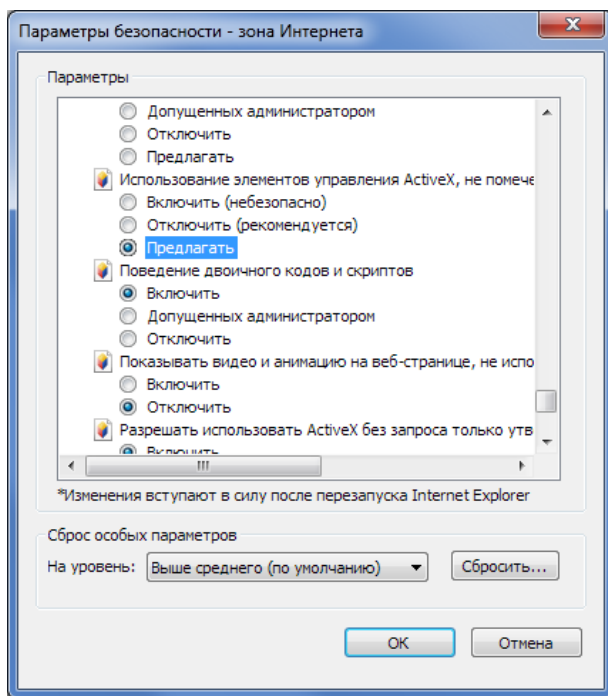 Параметры безопасности - зона Интернета
Параметры
Допущенных администратором
Отключить
Предлагать
Использование элементов управления ActiveX, не помече
Включить (небезопасно)
Отключить (рекомендуется)
Предлагать
Поведение двоичного кодов и скриптов
Включить
Допущенных администратором
Отключить
Показывать видео и анимацию на веб-странице, не испо
Включить
Отключить
Разрешать использовать ActiveX без запроса только утв
Включить
*Изменения вступают в силу после перезапуска Internet Explorer
Сброс особых параметров
На уровень: Выше среднего (по умолчанию) Сбросить...
ОК Отмена